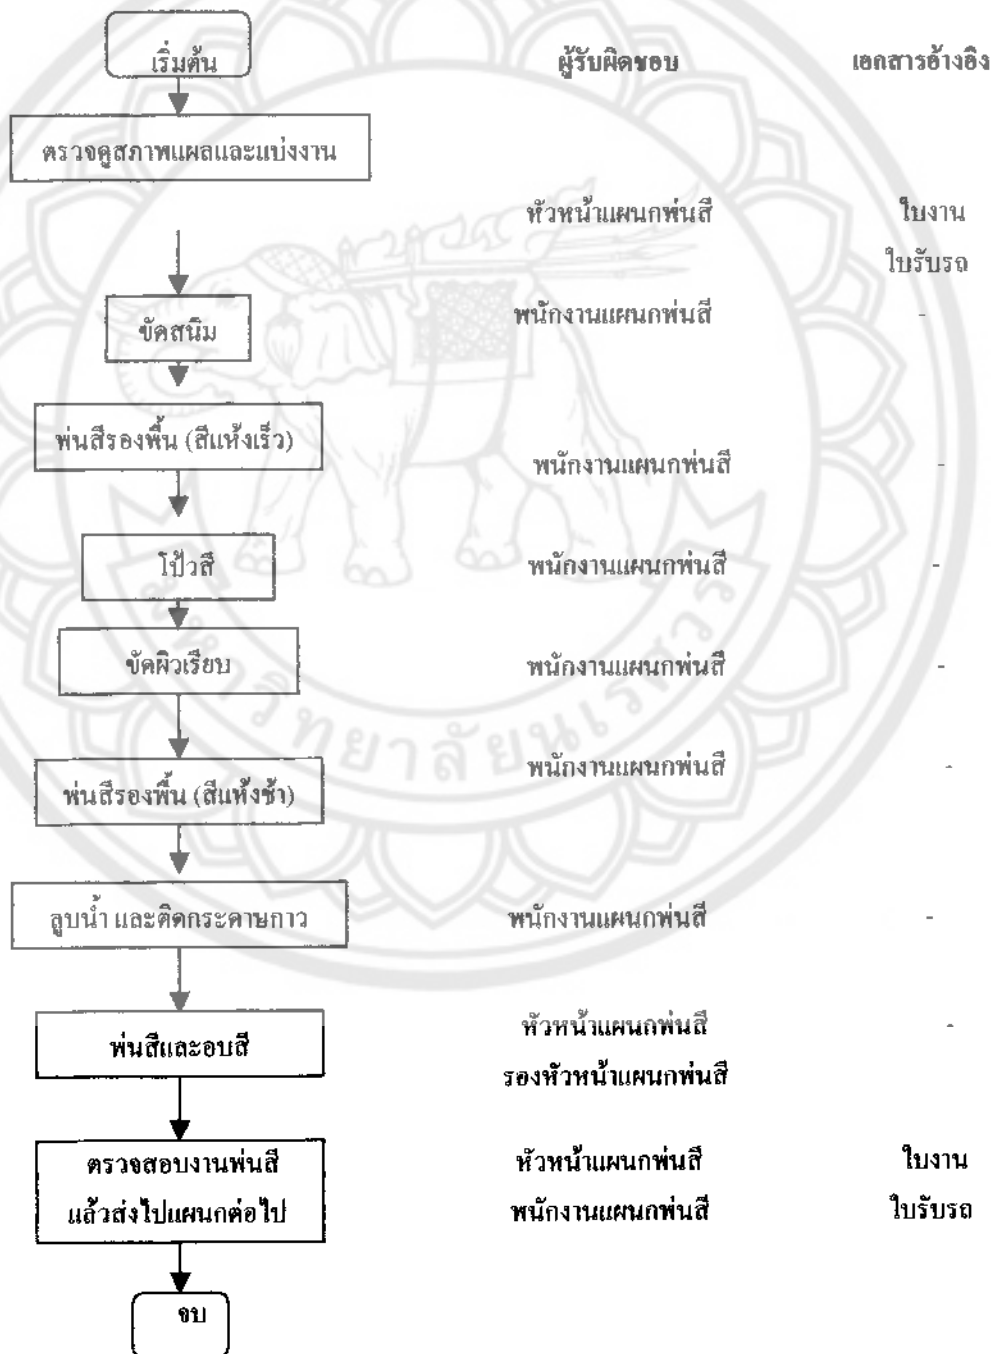 เริ่มต้น ผู้รับผิดชอบ เอกสารอ้างอิง
ตรวจดูสภาพแผลและแบ่งงาน
หัวหน้าแผนกพ่นสี ใบงาน
ใบรับรถ
ขัดสนิม พนักงานแผนกพ่นสี -
พ่นสีรองพื้น (สีแห้งเร็ว) พนักงานแผนกพ่นสี -
โป้วสี พนักงานแผนกพ่นสี -
ขัดผิวเรียบ พนักงานแผนกพ่นสี -
พ่นสีรองพื้น (สีแห้งช้า) พนักงานแผนกพ่นสี -
ลูบน้ำ และติดกระดาษกาว พนักงานแผนกพ่นสี -
พ่นสีและอบสี หัวหน้าแผนกพ่นสี -
รองหัวหน้าแผนกพ่นสี
ตรวจสอบงานพ่นสี หัวหน้าแผนกพ่นสี ใบงาน
แล้วส่งไปแผนกต่อไป พนักงานแผนกพ่นสี ใบรับรถ
จบ
มหาวิทยาลัยนเรศวร